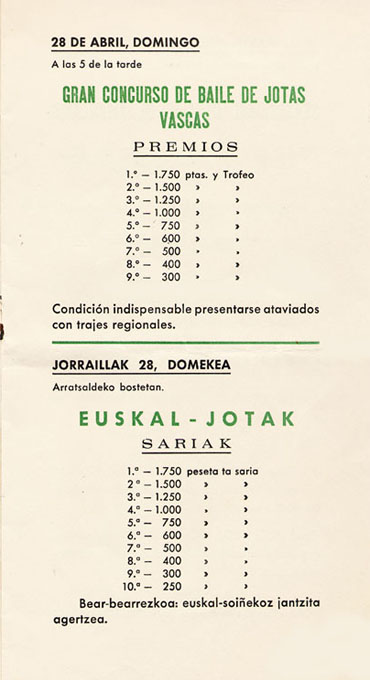 28 DE ABRIL, DOMINGO
A las 5 de la tarde
GRAN CONCURSO DE BAILE DE JOTAS
VASCAS
PREMIOS
1.º — 1.750 ptas. y Trofeo
2.º — 1.500 » »
3.º — 1.250 » »
4.º — 1.000 » »
5.º — 750 » »
6.º — 600 » »
7.º — 500 » »
8.º — 400 » »
9.º — 300 » »
Condición indispensable presentarse ataviados
con trajes regionales.
JORRAILLAK 28, DOMEKEA
Arratsaldeko bostetan.
EUSKAL-JOTAK
SARIAK
1.ª — 1.750 peseta ta saria
2ª — 1.500 » »
3.ª — 1.250 » »
4.ª — 1.000 » »
5.ª — 750 » »
6.ª — 600 » »
7.ª — 500 » »
8.ª — 400 » »
9.ª — 300 » »
10.ª — 250 » »
Bear-bearrezkoa: euskal-soiñekoz jantzita
agertzea.